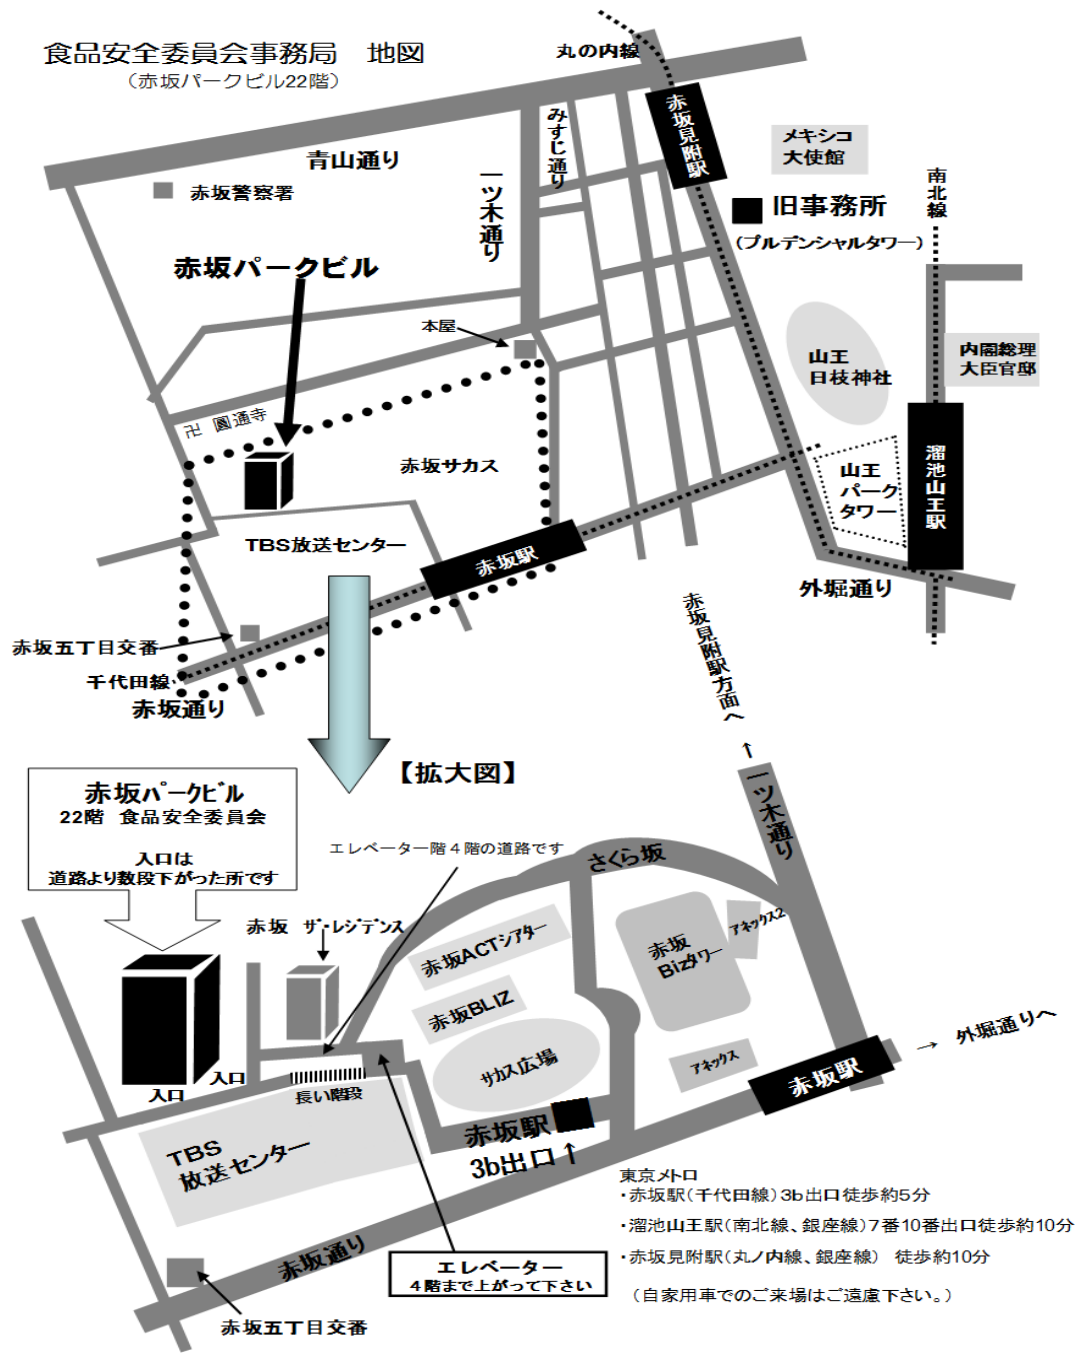 食品安全委員会事務局　地図
（赤坂パークビル22階）
丸の内線
みすじ通り
赤坂見附駅
メキシコ
大使館
青山通り
赤坂警察署
一ツ木通り
南北線
旧事務所
（プルデンシャルタワー）
赤坂パークビル
本屋
山王
日枝神社
内閣総理
大臣官邸
卍　圓通寺
赤坂サカス
山王
パーク
タワー
溜池山王駅
TBS放送センター
赤坂駅
外堀通り
赤坂五丁目交番
千代田線
赤坂通り
赤坂見附駅方面へ
↑
【拡大図】
赤坂パークビル
22階　食品安全委員会
入口は
道路より数段下がった所です
エレベーター階４階の道路です
さくら坂
一ツ木通り
赤坂　ザ・レジデンス
赤坂ACTシアター
赤坂
Bizタワー
アネックス2
赤坂BLIZ
サカス広場
アネックス
→　外堀通りへ
赤坂駅
入口
入口
長い階段
赤坂駅
3b出口↑
TBS
放送センター
東京メトロ
・赤坂駅（千代田線）3b出口徒歩約5分
・溜池山王駅（南北線、銀座線）7番10番出口徒歩約10分
・赤坂見附駅（丸ノ内線、銀座線）　徒歩約10分
（自家用車でのご来場はご遠慮下さい。）
赤坂通り
エレベーター
４階まで上がって下さい
赤坂五丁目交番